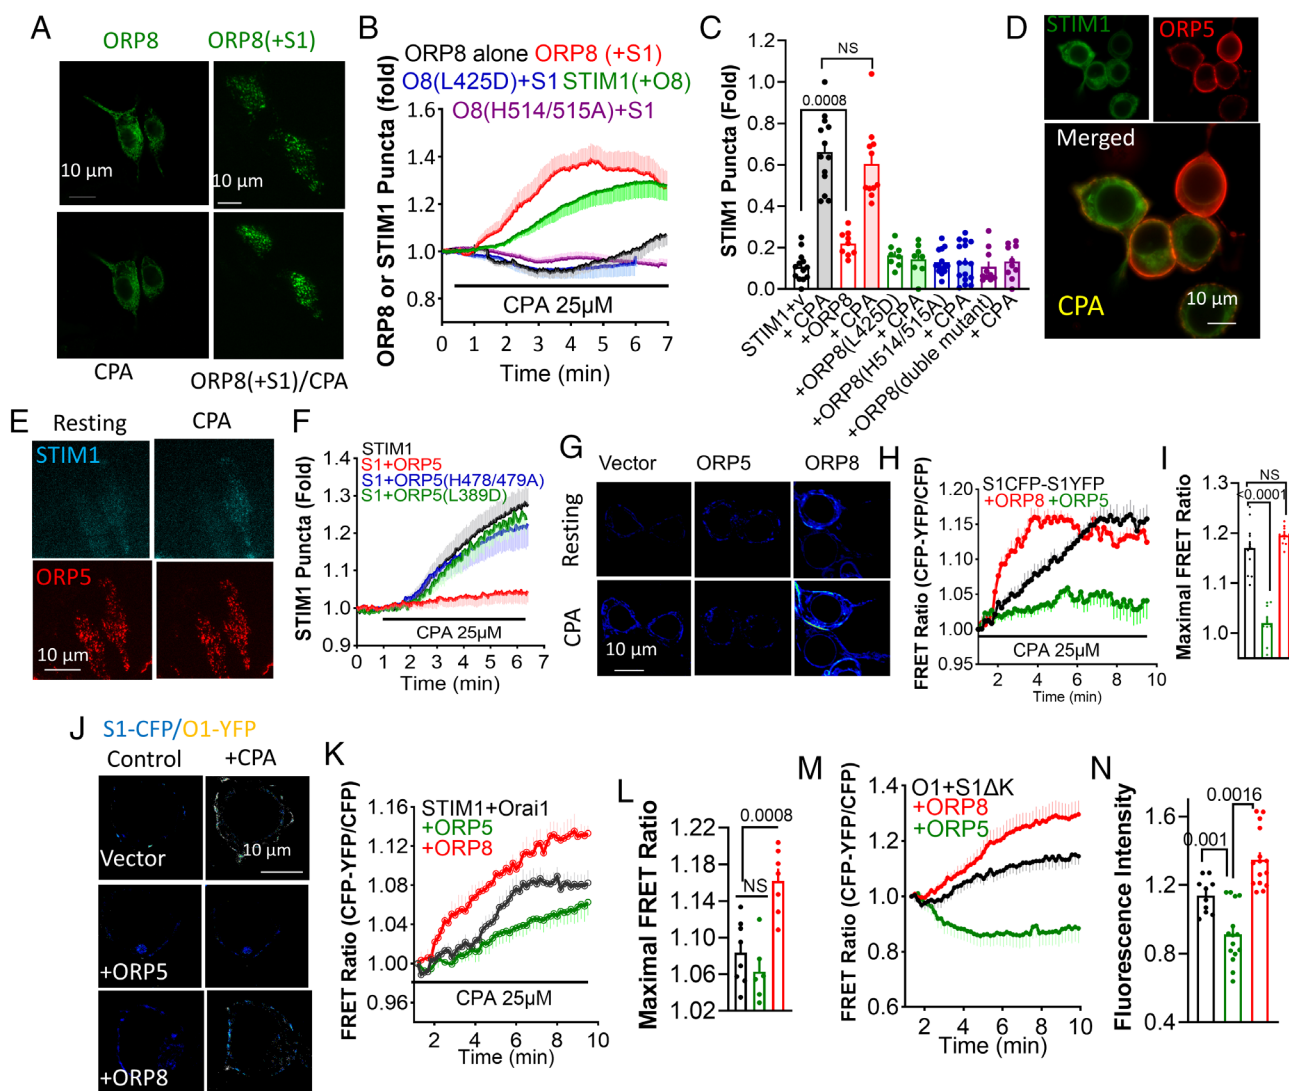 A
ORP8
ORP8(+S1)
10 μm
10 μm
CPA
ORP8(+S1)/CPA
B
ORP8 alone ORP8 (+S1)
O8(L425D)+S1 STIM1(+O8)
O8(H514/515A)+S1
ORP8 or STIM1 Puncta (fold)
1.6
1.4
1.2
1.0
0.8
CPA 25μM
0 1 2 3 4 5 6 7
Time (min)
C
STIM1 Puncta (Fold)
1.2
1.0
0.8
0.6
0.4
0.2
0.0
NS
0.0008
STIM1+v
+ CPA
+ORP8
+ CPA
+ORP8(L425D)
+ CPA
+ORP8(H514/515A)
+ CPA
+ORP8(duble mutant)
+ CPA
D
STIM1
ORP5
Merged
CPA
10 μm
E
Resting
CPA
STIM1
ORP5
10 μm
F
STIM1
S1+ORP5
S1+ORP5(H478/479A)
S1+ORP5(L389D)
STIM1 Puncta (Fold)
1.4
1.3
1.2
1.1
1.0
0.9
CPA 25μM
0 1 2 3 4 5 6 7
Time (min)
G
Vector
ORP5
ORP8
Resting
CPA
10 μm
H
S1CFP-S1YFP
+ORP8 +ORP5
FRET Ratio (CFP-YFP/CFP)
1.20
1.15
1.10
1.05
1.00
0.95
CPA 25μM
2 4 6 8 10
Time (min)
I
Maximal FRET Ratio
1.3
1.2
1.1
1.0
NS
<0.0001
J
S1-CFP/O1-YFP
Control
+CPA
Vector
10 μm
+ORP5
+ORP8
K
STIM1+Orai1
+ORP5
+ORP8
FRET Ratio (CFP-YFP/CFP)
1.16
1.12
1.08
1.04
1.00
0.96
CPA 25μM
2 4 6 8 10
Time (min)
L
Maximal FRET Ratio
1.22
1.18
1.14
1.10
1.06
1.02
0.0008
NS
M
O1+S1ΔK
+ORP8
+ORP5
FRET Ratio (CFP-YFP/CFP)
1.4
1.2
1.0
0.8
0.6
2 4 6 8 10
Time (min)
N
Fluorescence Intensity
1.6
1.2
0.8
0.4
0.0016
0.001